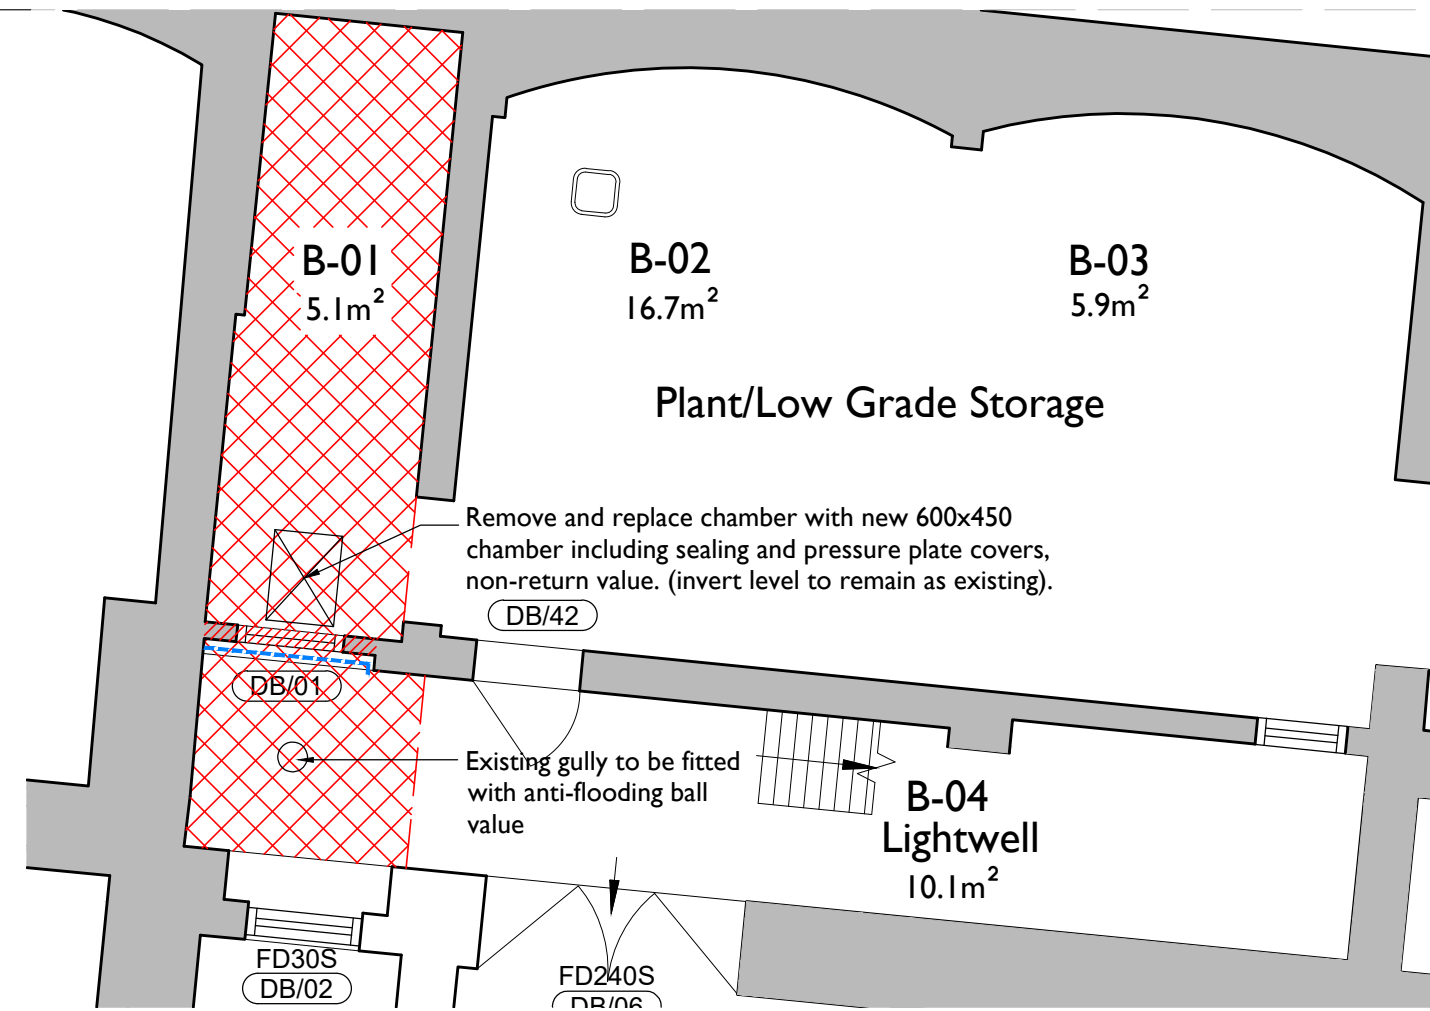 B-01
5.1m²
B-02
16.7m²
B-03
5.9m²
Plant/Low Grade Storage
Remove and replace chamber with new 600x450
chamber including sealing and pressure plate covers,
non-return value. (invert level to remain as existing).
DB/42
DB/01
Existing gully to be fitted
with anti-flooding ball
value
B-04
Lightwell
10.1m²
FD30S
DB/02
FD240S
DB/06